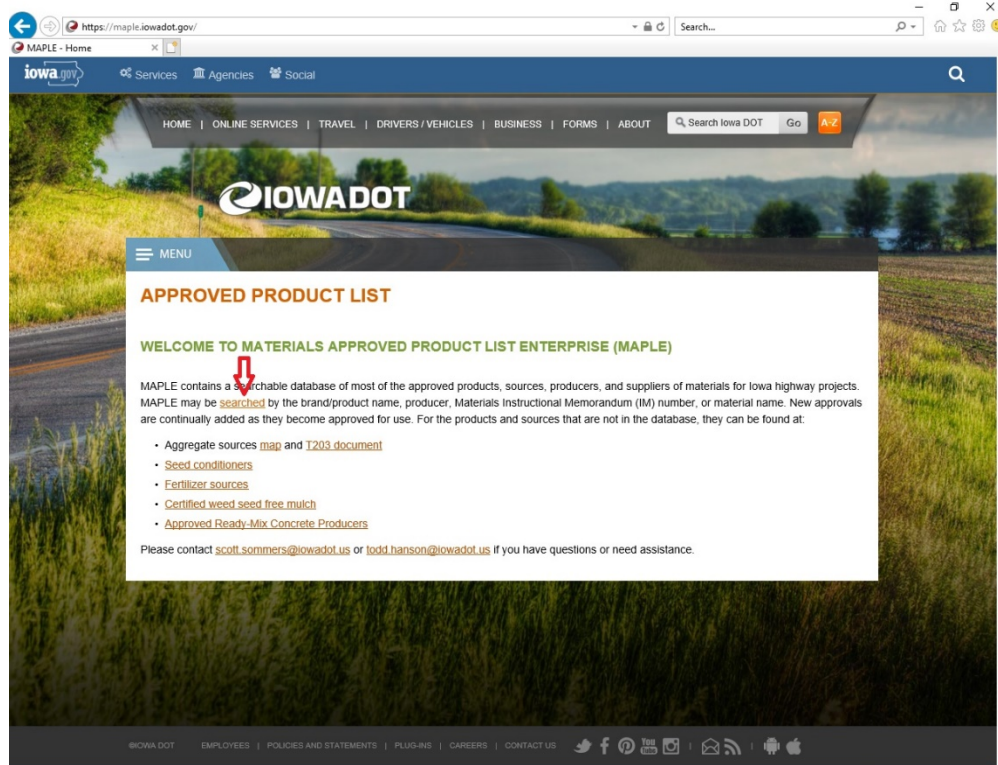 https://maple.iowadot.gov/
Search...
MAPLE - Home
iowa.gov
Services
Agencies
Social
HOME | ONLINE SERVICES | TRAVEL | DRIVERS / VEHICLES | BUSINESS | FORMS | ABOUT
Search Iowa DOT
Go
A-Z
IOWADOT
MENU
APPROVED PRODUCT LIST
WELCOME TO MATERIALS APPROVED PRODUCT LIST ENTERPRISE (MAPLE)
MAPLE contains a searchable database of most of the approved products, sources, producers, and suppliers of materials for Iowa highway projects.
MAPLE may be searched by the brand/product name, producer, Materials Instructional Memorandum (IM) number, or material name. New approvals
are continually added as they become approved for use. For the products and sources that are not in the database, they can be found at:
• Aggregate sources map and T203 document
• Seed conditioners
• Fertilizer sources
• Certified weed seed free mulch
• Approved Ready-Mix Concrete Producers
Please contact scott.sommers@iowadot.us or todd.hanson@iowadot.us if you have questions or need assistance.
©IOWA DOT
EMPLOYEES | POLICIES AND STATEMENTS | PLUG-INS | CAREERS | CONTACT US
You Tube